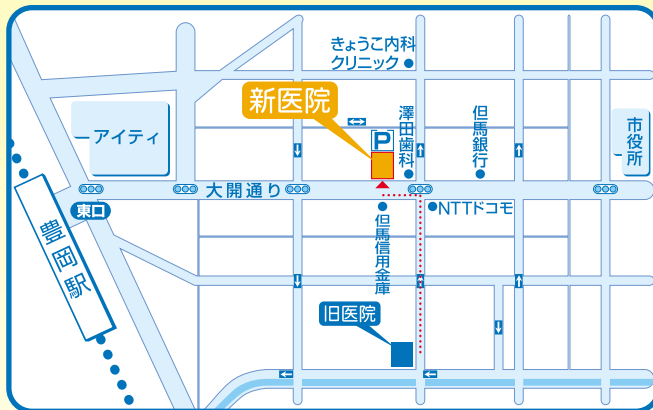 きょうこ内科
クリニック
新医院
P
澤田歯科
但馬銀行
市役所
アイティ
大開通り
東口
豊岡駅
NTTドコモ
但馬信用金庫
旧医院